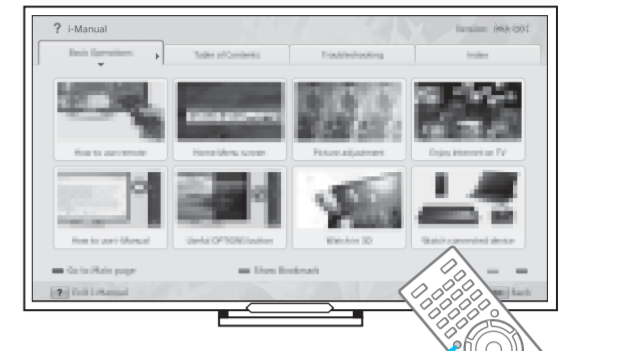 ? i-Manual
Basic Operations
Table of Contents
Troubleshooting
Index
How to use remote
Home Menu screen
Picture adjustment
Enjoy Internet on TV
How to use i-Manual
Useful OPTIONS button
Watch in 3D
Watch connected device
Go to Main page
Show Bookmark
? Exit i-Manual
Back